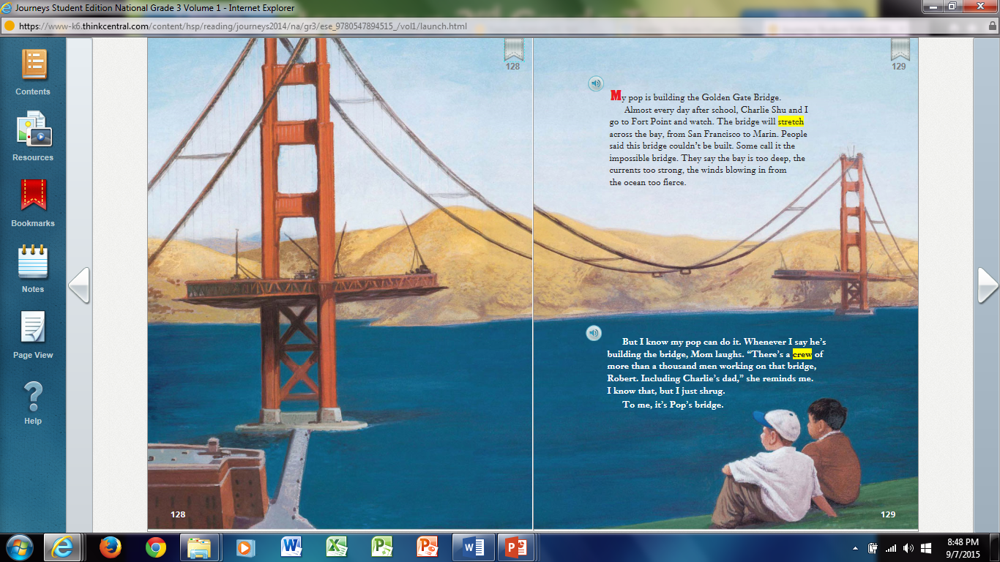 Journeys Student Edition National Grade 3 Volume 1 - Internet Explorer
https://www-k6.thinkcentral.com/content/hsp/reading/journeys2014/na/gr3/ese_9780547894515_/vol1/launch.html
Contents
Resources
Bookmarks
Notes
Page View
Help
128
129
My pop is building the Golden Gate Bridge.
Almost every day after school, Charlie Shu and I
go to Fort Point and watch. The bridge will stretch
across the bay, from San Francisco to Marin. People
said this bridge couldn't be built. Some call it the
impossible bridge. They say the bay is too deep, the
currents too strong, the winds blowing in from
the ocean too fierce.
But I know my pop can do it. Whenever I say he's
building the bridge, Mom laughs. “There's a crew of
more than a thousand men working on that bridge,
Robert. Including Charlie's dad,” she reminds me.
I know that, but I just shrug.
To me, it's Pop's bridge.
128
129
8:48 PM
9/7/2015